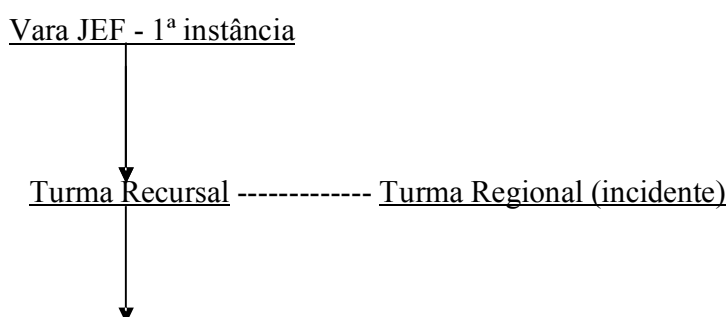 Vara JEF - 1ª instância
Turma Recursal ------------- Turma Regional (incidente)